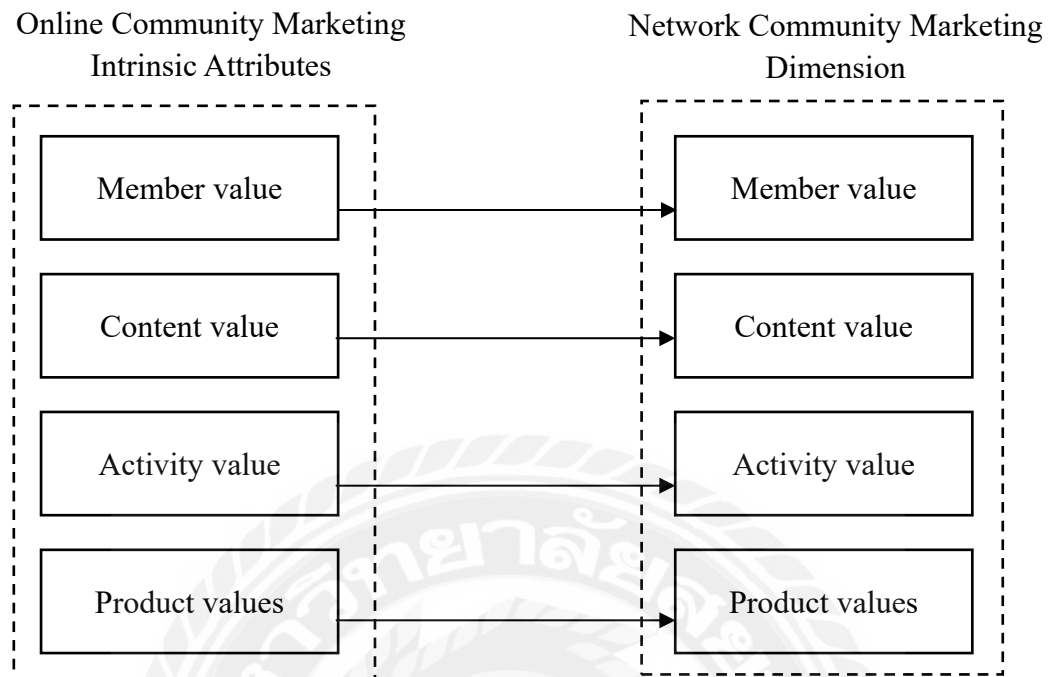 Online Community Marketing
Intrinsic Attributes
Network Community Marketing
Dimension
Member value
Member value
Content value
Content value
Activity value
Activity value
Product values
Product values